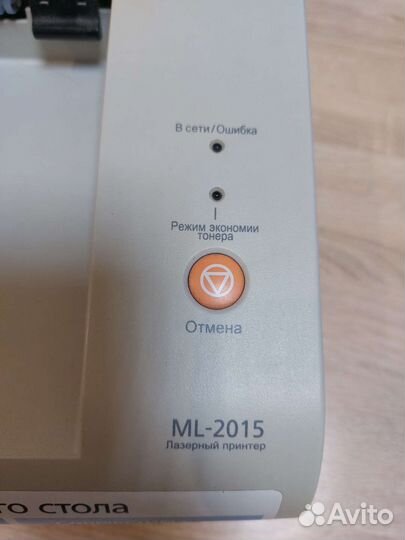 В сети/Ошибка
Режим экономии
тонера
Отмена
ML-2015
Лазерный принтер
го стола
Avito